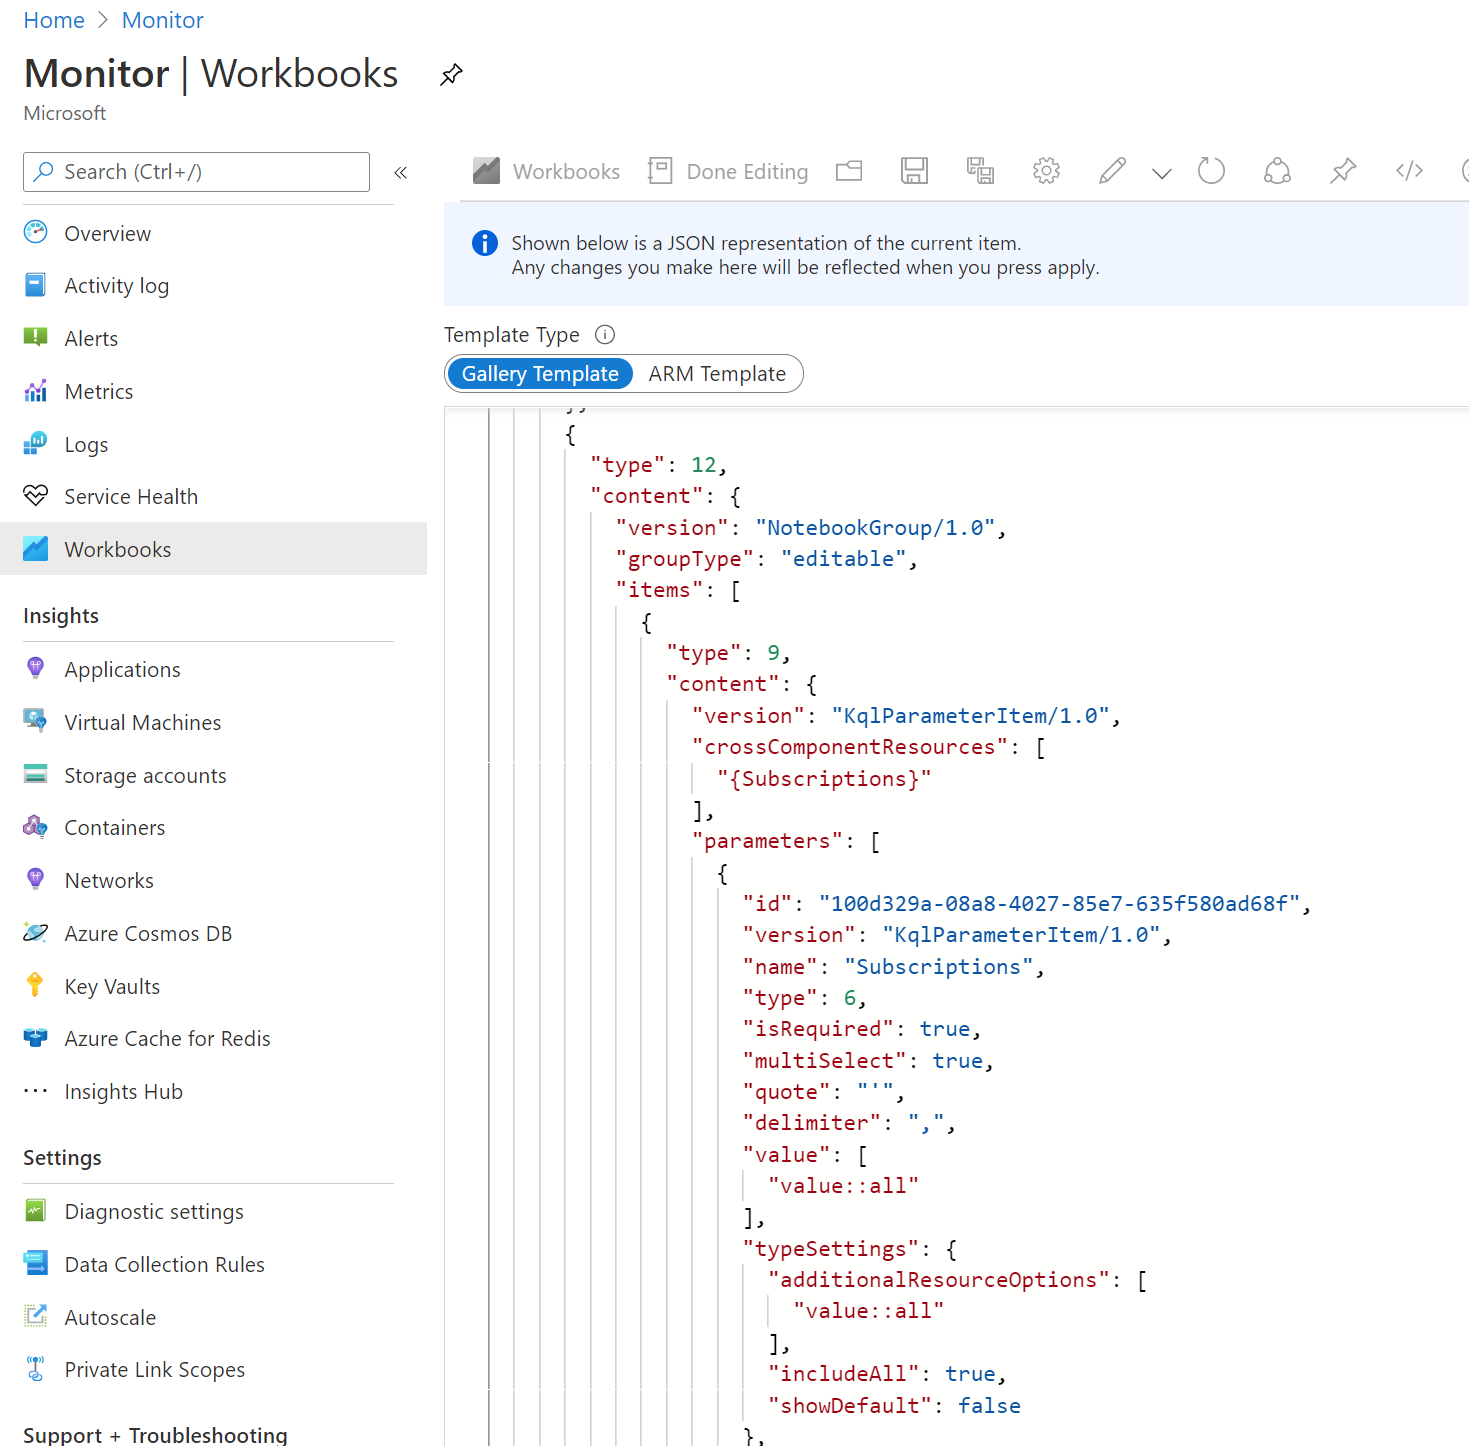 Home > Monitor
Monitor | Workbooks
Microsoft
Search (Ctrl+/)
«
Overview
Activity log
Alerts
Metrics
Logs
Service Health
Workbooks
Insights
Applications
Virtual Machines
Storage accounts
Containers
Networks
Azure Cosmos DB
Key Vaults
Azure Cache for Redis
Insights Hub
Settings
Diagnostic settings
Data Collection Rules
Autoscale
Private Link Scopes
Support + Troubleshooting
Workbooks Done Editing </>
Shown below is a JSON representation of the current item.
Any changes you make here will be reflected when you press apply.
Template Type
Gallery Template ARM Template
},
{
"type": 12,
"content": {
"version": "NotebookGroup/1.0",
"groupType": "editable",
"items": [
{
"type": 9,
"content": {
"version": "KqlParameterItem/1.0",
"crossComponentResources": [
"{Subscriptions}"
],
"parameters": [
{
"id": "100d329a-08a8-4027-85e7-635f580ad68f",
"version": "KqlParameterItem/1.0",
"name": "Subscriptions",
"type": 6,
"isRequired": true,
"multiSelect": true,
"quote": "'",
"delimiter": ",",
"value": [
"value::all"
],
"typeSettings": {
"additionalResourceOptions": [
"value::all"
],
"includeAll": true,
"showDefault": false
},